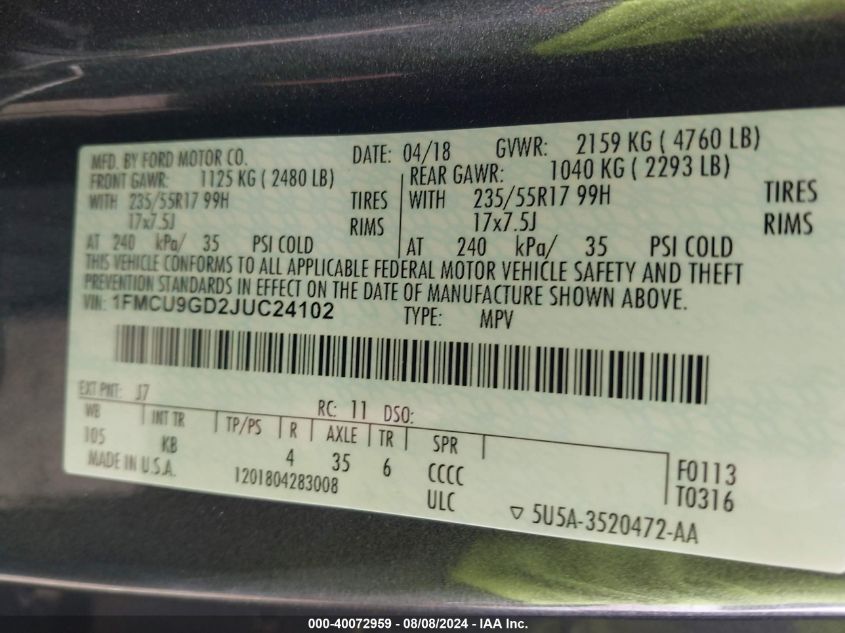 MFD. BY FORD MOTOR CO. DATE: 04/18 GVWR: 2159 KG ( 4760 LB)
FRONT GAWR: 1125 KG ( 2480 LB) REAR GAWR: 1040 KG ( 2293 LB)
WITH 235/55R17 99H TIRES WITH 235/55R17 99H TIRES
17x7.5J RIMS 17x7.5J RIMS
AT 240 kPa/ 35 PSI COLD AT 240 kPa/ 35 PSI COLD
THIS VEHICLE CONFORMS TO ALL APPLICABLE FEDERAL MOTOR VEHICLE SAFETY AND THEFT
PREVENTION STANDARDS IN EFFECT ON THE DATE OF MANUFACTURE SHOWN ABOVE.
VIN: 1FMCU9GD2JUC24102 TYPE: MPV
EXT PNT: J7 RC: 11 DSO:
WB INT TR TP/PS R AXLE TR SPR
105 KB 4 35 6 CCCC F0113
MADE IN U.S.A. 1201804283008 ULC T0316
▽ 5U5A-3520472-AA
000-40072959 - 08/08/2024 - IAA Inc.